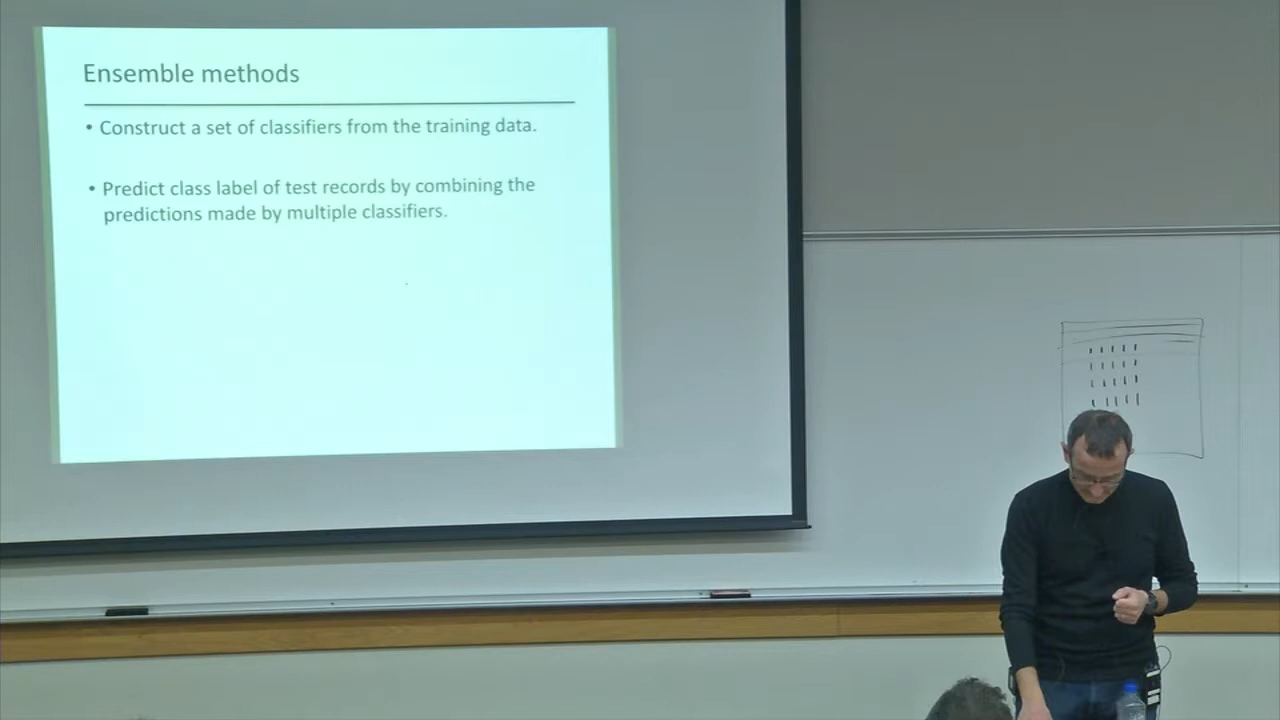 Ensemble methods
• Construct a set of classifiers from the training data.
• Predict class label of test records by combining the
predictions made by multiple classifiers.